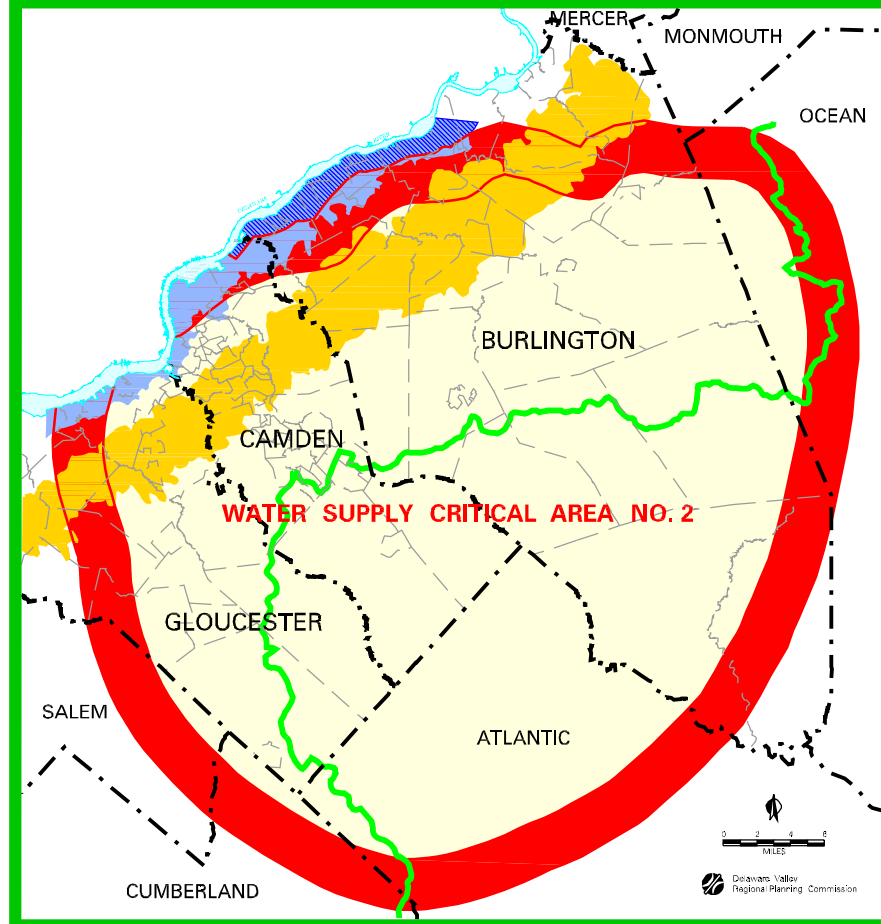 MERCER
MONMOUTH
OCEAN
BURLINGTON
CAMDEN
WATER SUPPLY CRITICAL AREA NO. 2
GLOUCESTER
SALEM
ATLANTIC
0 2 4 6
MILES
Delaware Valley
Regional Planning Commission
CUMBERLAND